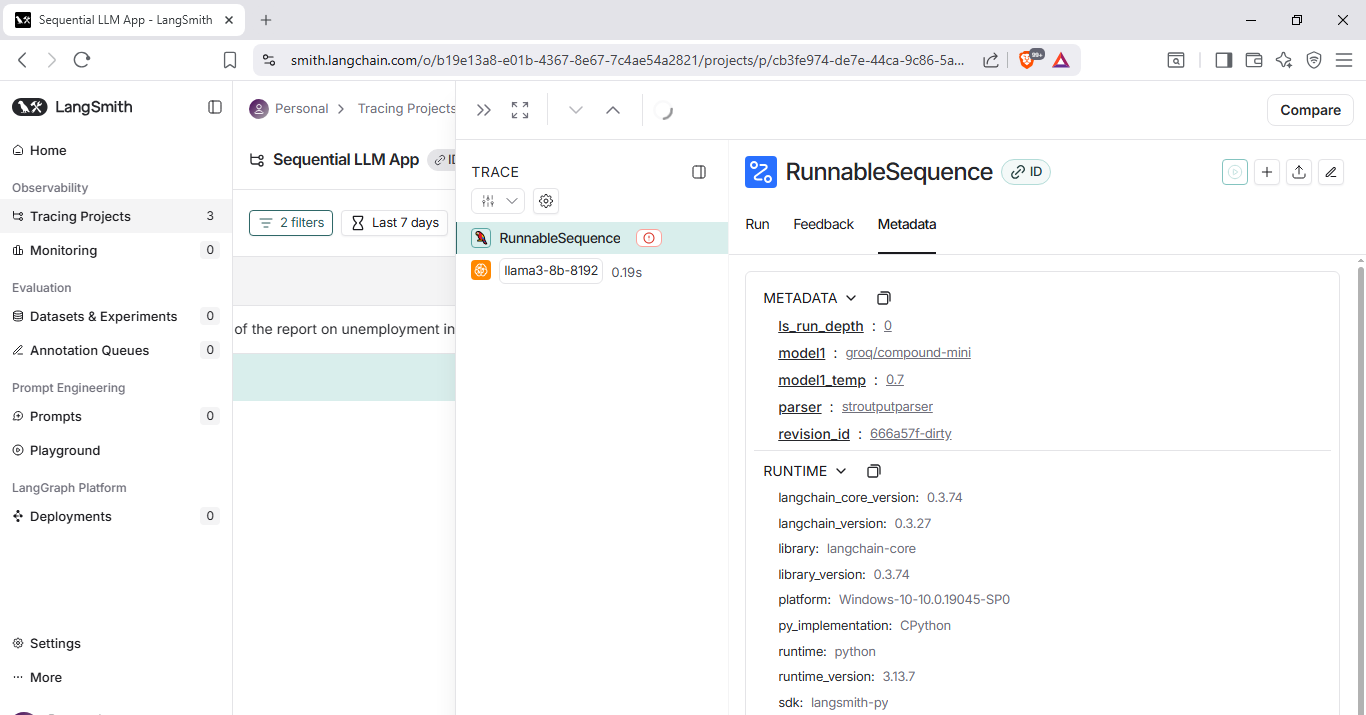 Sequential LLM App - LangSmith
smith.langchain.com/o/b19e13a8-e01b-4367-8e67-7c4ae54a2821/projects/p/cb3fe974-de7e-44ca-9c86-5a...
99+
LangSmith
Home
Observability
Tracing Projects 3
Monitoring 0
Evaluation
Datasets & Experiments 0
Annotation Queues 0
Prompt Engineering
Prompts 0
Playground
LangGraph Platform
Deployments 0
Settings
More
Personal > Tracing Projects
Sequential LLM App ID
2 filters Last 7 days
of the report on unemployment in
Compare
TRACE
RunnableSequence
llama3-8b-8192 0.19s
RunnableSequence ID
Run Feedback Metadata
METADATA
ls_run_depth : 0
model1 : groq/compound-mini
model1_temp : 0.7
parser : stroutputparser
revision_id : 666a57f-dirty
RUNTIME
langchain_core_version: 0.3.74
langchain_version: 0.3.27
library: langchain-core
library_version: 0.3.74
platform: Windows-10-10.0.19045-SP0
py_implementation: CPython
runtime: python
runtime_version: 3.13.7
sdk: langsmith-py